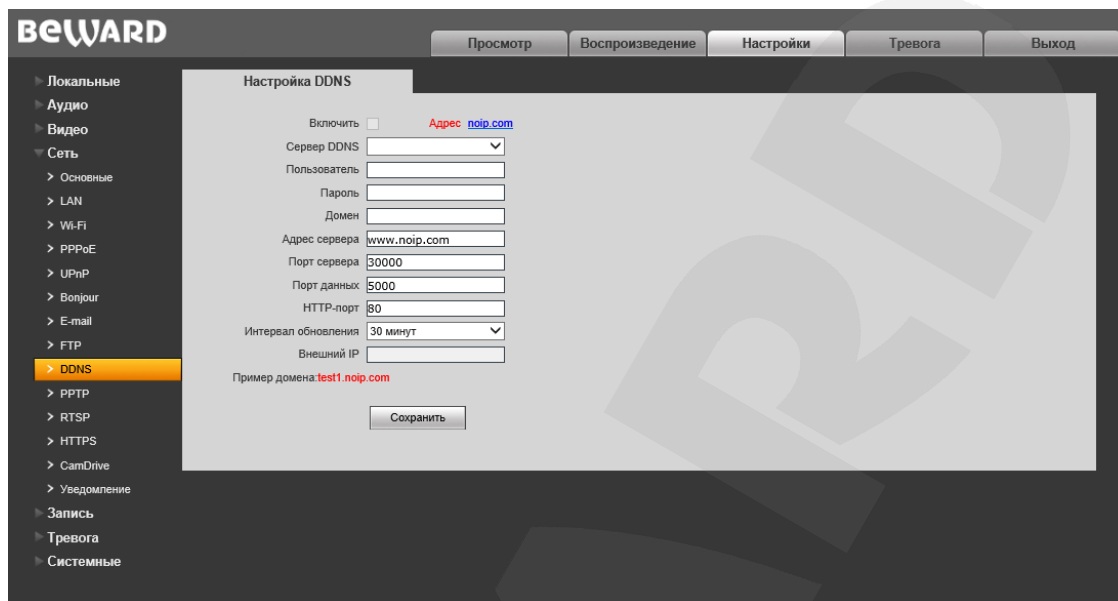 BEWARD
Просмотр
Воспроизведение
Настройки
Тревога
Выход
Локальные
Аудио
Видео
Сеть
Основные
LAN
Wi-Fi
PPPoE
UPnP
Bonjour
E-mail
FTP
DDNS
PPTP
RTSP
HTTPS
CamDrive
Уведомление
Запись
Тревога
Системные
Настройка DDNS
Включить Адрес noip.com
Сервер DDNS
Пользователь
Пароль
Домен
Адрес сервера www.noip.com
Порт сервера 30000
Порт данных 5000
HTTP-порт 80
Интервал обновления 30 минут
Внешний IP
Пример домена:test1.noip.com
Сохранить